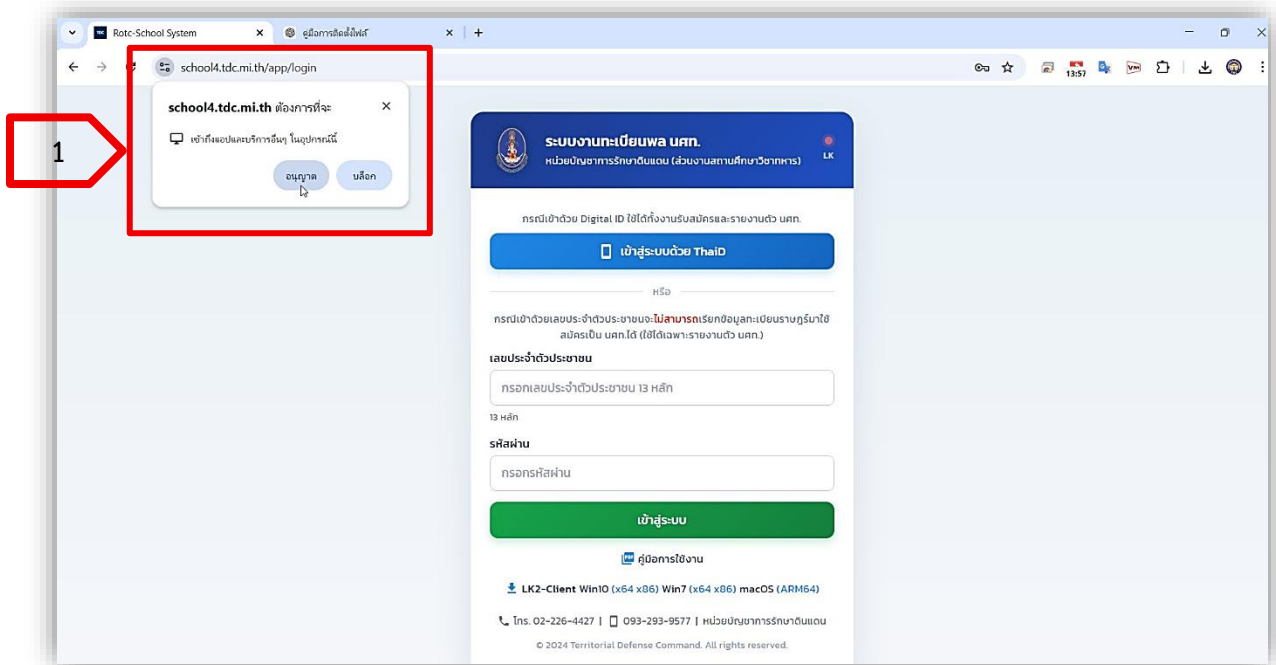 Rotc-School System
คู่มือการติดตั้งไฟล์
school4.tdc.mi.th/app/login
13:57
school4.tdc.mi.th ต้องการที่จะ
เข้าถึงแอปและบริการอื่นๆ ในอุปกรณ์นี้
อนุญาต
บล็อก
1
ระบบงานทะเบียนพล นศท.
หน่วยบัญชาการรักษาดินแดน (ส่วนงานสถานศึกษาวิชาทหาร)
LK
กรณีเข้าด้วย Digital ID ใช้ได้ทั้งงานรับสมัครและรายงานตัว นศท.
เข้าสู่ระบบด้วย ThaiD
หรือ
กรณีเข้าด้วยเลขประจำตัวประชาชนจะไม่สามารถเรียกข้อมูลทะเบียนราษฎร์มาใช้
สมัครเป็น นศท.ได้ (ใช้ได้เฉพาะรายงานตัว นศท.)
เลขประจำตัวประชาชน
กรอกเลขประจำตัวประชาชน 13 หลัก
13 หลัก
รหัสผ่าน
กรอกรหัสผ่าน
เข้าสู่ระบบ
คู่มือการใช้งาน
LK2-Client Win10 (x64 x86) Win7 (x64 x86) macOS (ARM64)
โทร. 02-226-4427 | 093-293-9577 | หน่วยบัญชาการรักษาดินแดน
© 2024 Territorial Defense Command. All rights reserved.